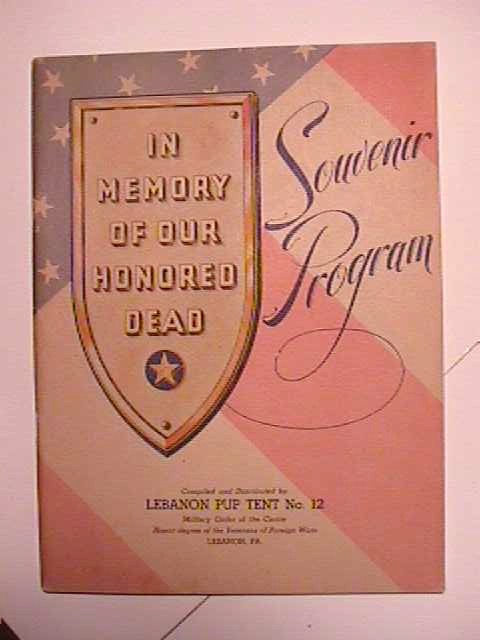 IN
MEMORY
OF OUR
HONORED
DEAD
Souvenir
Program
Compiled and Distributed by
LEBANON PUP TENT No. 12
Military Order of the Cootie
Honor degree of the Veterans of Foreign Wars
LEBANON, PA.